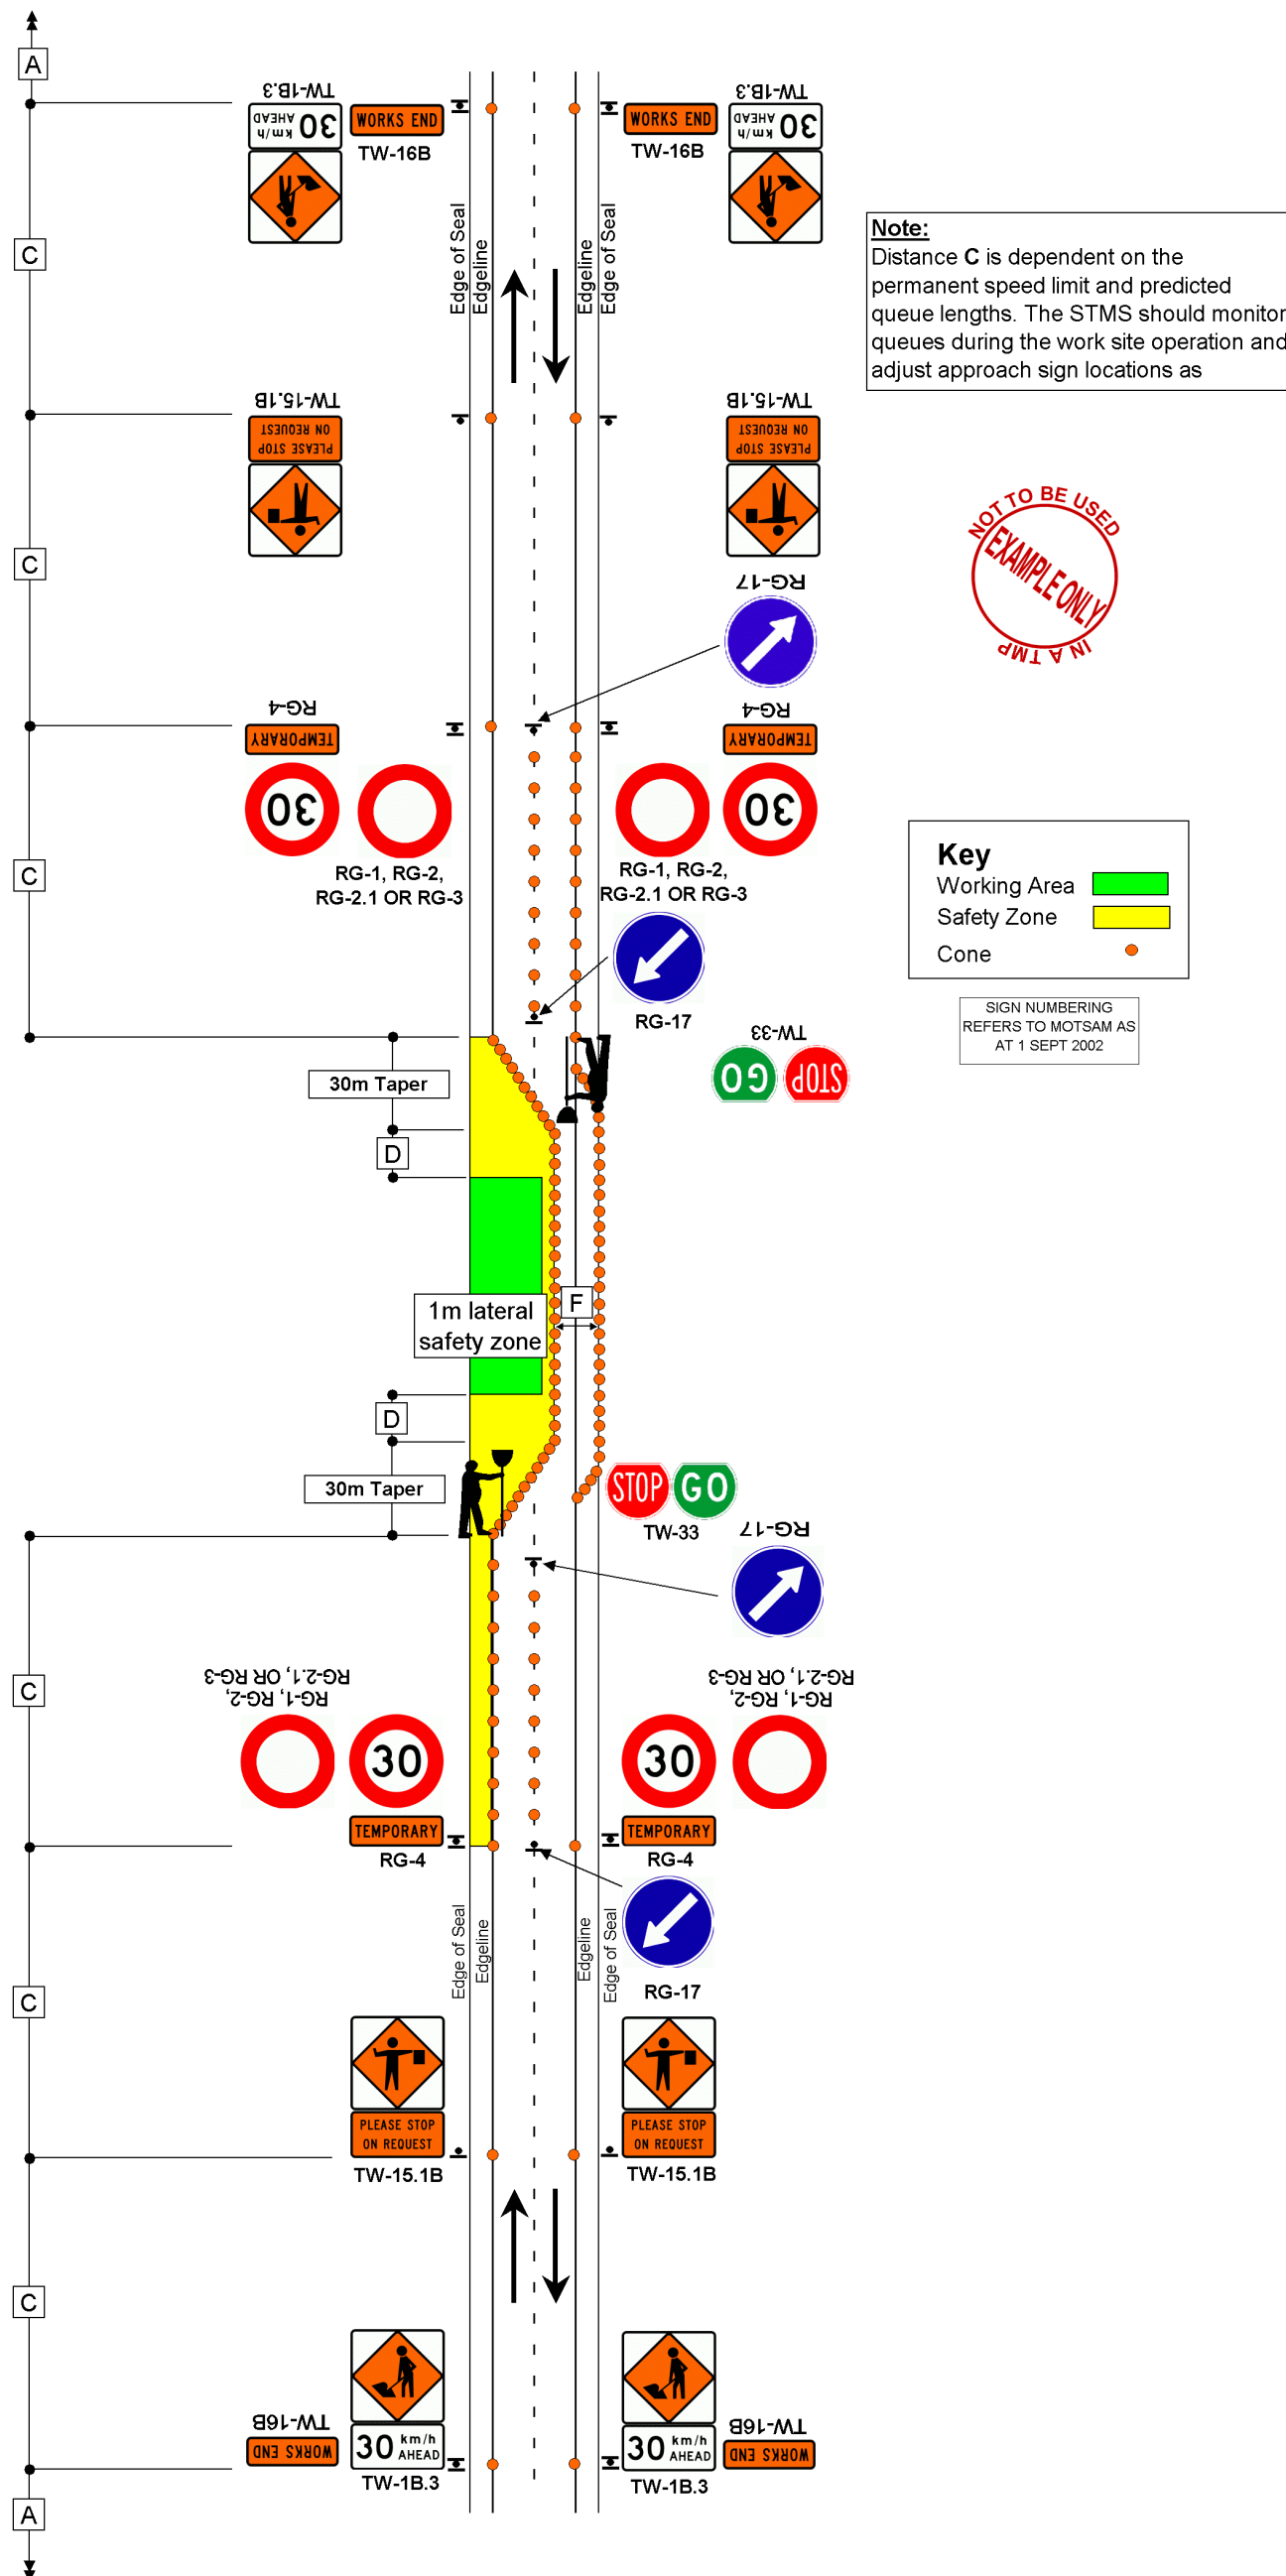 A
TW-1B.3
30 km/h
AHEAD
WORKS END
TW-16B
WORKS END
TW-16B
TW-1B.3
30 km/h
AHEAD
Edge of Seal
Edgeline
Edgeline
Edge of Seal
C
Note:
Distance C is dependent on the
permanent speed limit and predicted
queue lengths. The STMS should monitor
queues during the work site operation and
adjust approach sign locations as
TW-15.1B
PLEASE STOP
ON REQUEST
TW-15.1B
PLEASE STOP
ON REQUEST
NOT TO BE USED
EXAMPLE ONLY
IN A TMP
C
RG-17
RG-4
TEMPORARY
30
RG-4
TEMPORARY
30
RG-1, RG-2,
RG-2.1 OR RG-3
RG-1, RG-2,
RG-2.1 OR RG-3
C
Key
Working Area
Safety Zone
Cone
RG-17
SIGN NUMBERING
REFERS TO MOTSAM AS
AT 1 SEPT 2002
TW-33
STOP
GO
30m Taper
D
1m lateral
safety zone
F
D
30m Taper
STOP
GO
TW-33
RG-17
C
RG-1, RG-2,
RG-2.1, OR RG-3
RG-1, RG-2,
RG-2.1, OR RG-3
30
TEMPORARY
RG-4
30
TEMPORARY
RG-4
RG-17
Edge of Seal
Edgeline
Edgeline
Edge of Seal
C
PLEASE STOP
ON REQUEST
TW-15.1B
PLEASE STOP
ON REQUEST
TW-15.1B
C
TW-16B
WORKS END
30 km/h
AHEAD
TW-1B.3
30 km/h
AHEAD
TW-1B.3
TW-16B
WORKS END
A